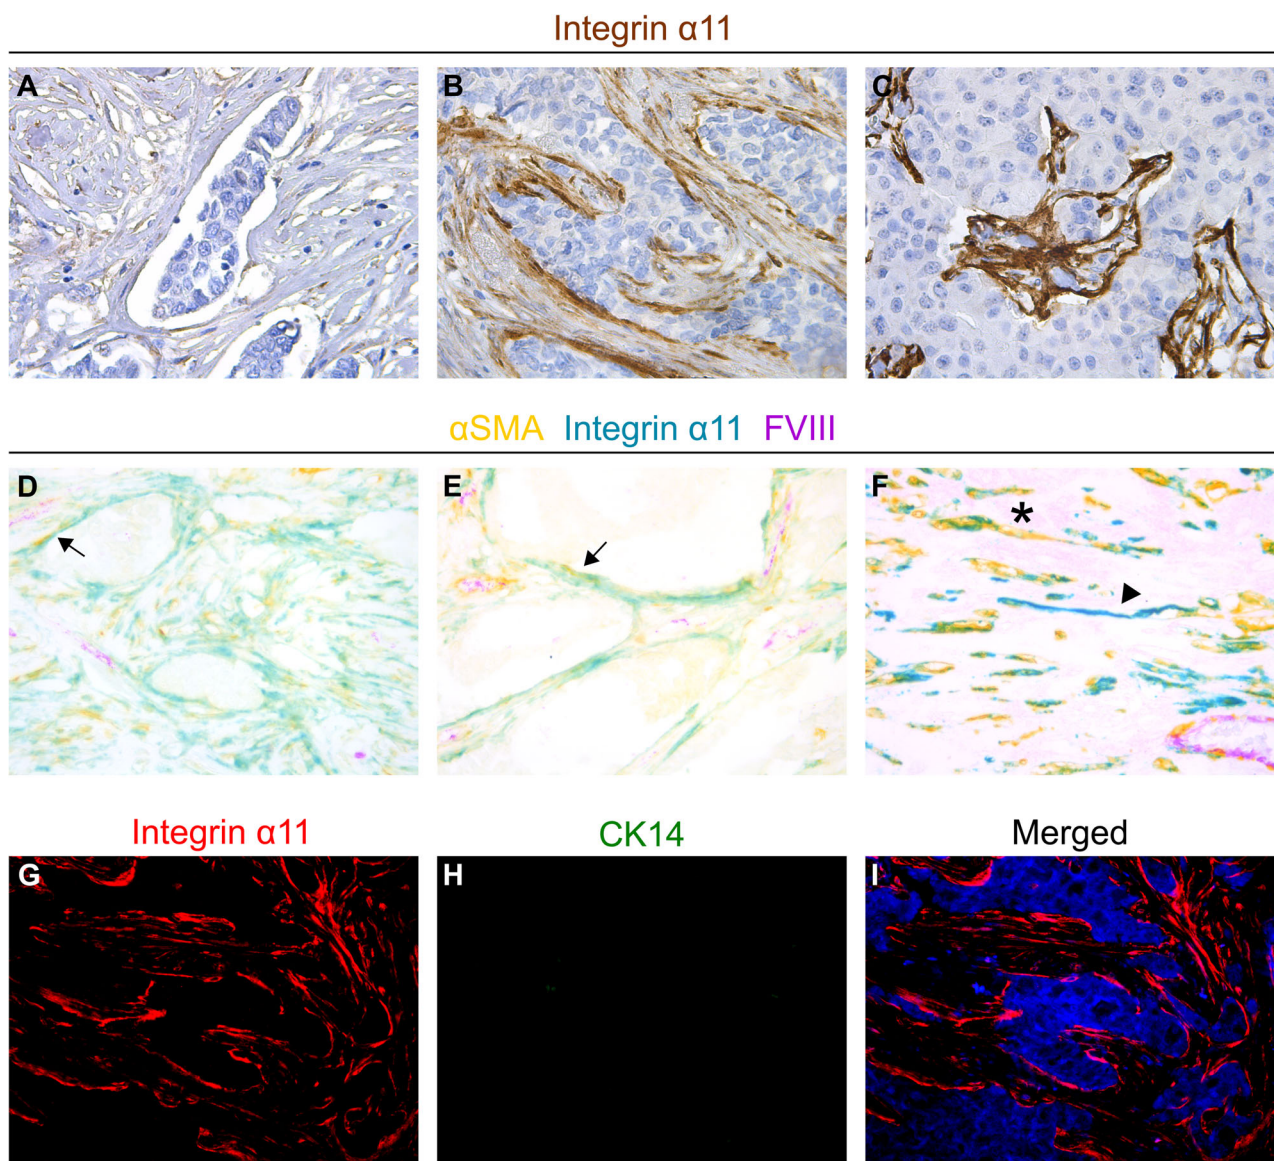 Integrin α11
A B C
αSMA Integrin α11 FVIII
D E F
*
Integrin α11 CK14 Merged
G H I